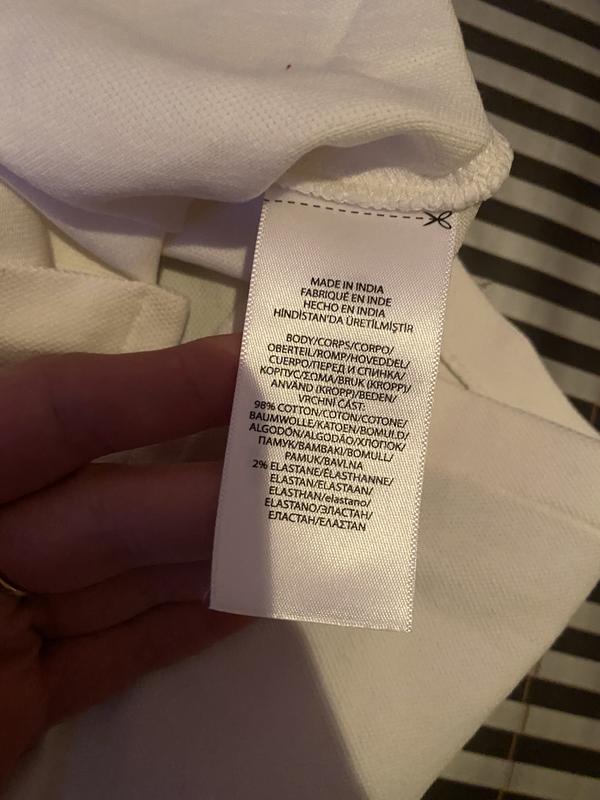 MADE IN INDIA
FABRIQUÉ EN INDE
HECHO EN INDIA
HİNDİSTAN'DA ÜRETİLMİŞTİR
BODY/CORPS/CORPO/
OBERTEIL/ROMP/HOVEDDEL/
CUERPO/ПЕРЕД И СПИНКА/
КОРПУС/ΣΩΜΑ/BRUK (KROPP)/
ANVÄND (KROPP)/BEDEN/
VRCHNÍ ČÁST:
98% COTTON/COTON/COTONE/
BAUMWOLLE/KATOEN/BOMULD/
ALGODÓN/ALGODÃO/ХЛОПОК/
ПАМУК/ΒΑΜΒΑΚΙ/BOMULL/
PAMUK/BAVLNA
2% ELASTANE/ÉLASTHANNE/
ELASTAN/ELASTAAN/
ELASTHAN/elastano/
ELASTANO/ЭЛАСТАН/
ЕЛАСТАН/ΕΛΑΣΤΑΝ